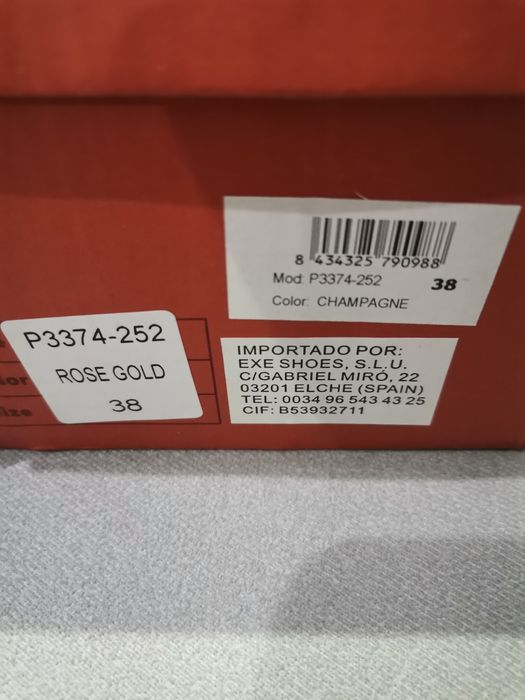 8 434325 790988
Mod: P3374-252 38
Color: CHAMPAGNE
P3374-252
ROSE GOLD
38
IMPORTADO POR:
EXE SHOES, S.L.U.
C/GABRIEL MIRÓ, 22
03201 ELCHE (SPAIN)
TEL: 0034 96 543 43 25
CIF: B53932711